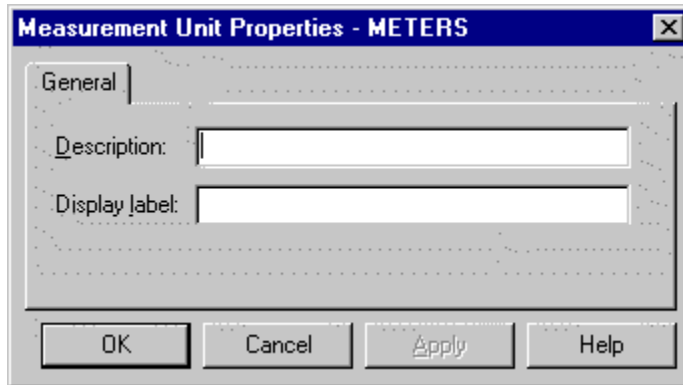 Measurement Unit Properties - METERS
General
Description:
Display label:
OK Cancel Apply Help